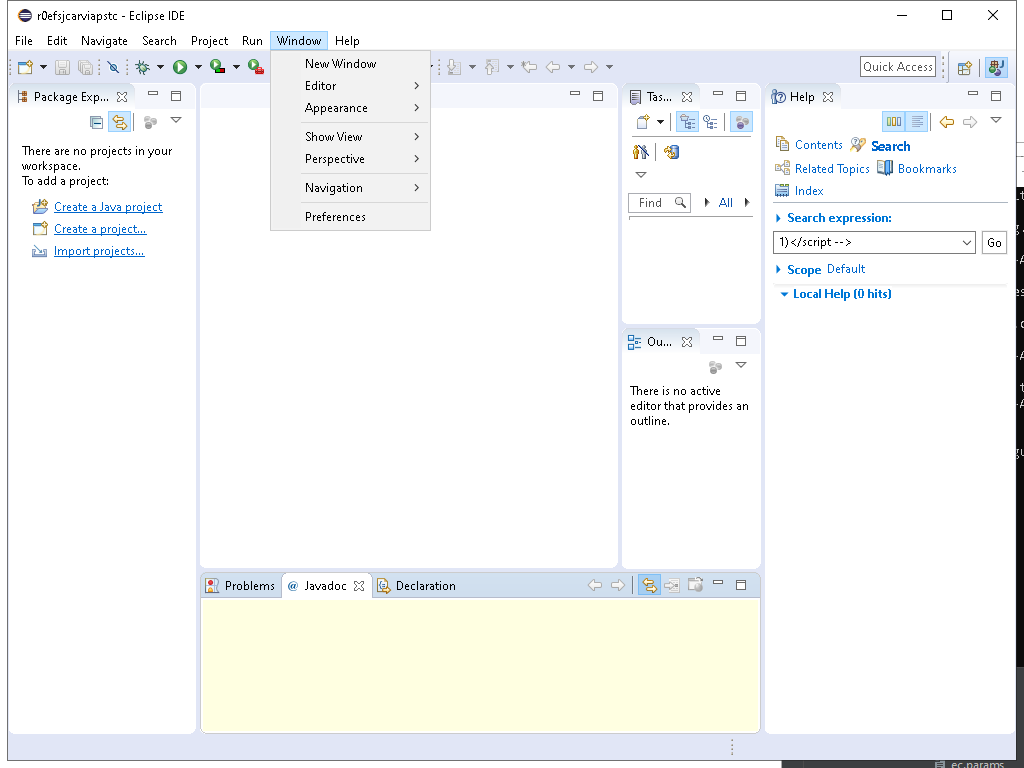 r0efsjcarviapstc - Eclipse IDE
File Edit Navigate Search Project Run Window Help
New Window
Editor
Appearance
Show View
Perspective
Navigation
Preferences
Quick Access
Package Exp...
There are no projects in your
workspace.
To add a project:
Create a Java project
Create a project...
Import projects...
Tas...
Find
All
Ou...
There is no active
editor that provides an
outline.
Help
Contents Search
Related Topics Bookmarks
Index
Search expression:
1)</script --> Go
Scope Default
Local Help (0 hits)
Problems @ Javadoc Declaration
ec.params